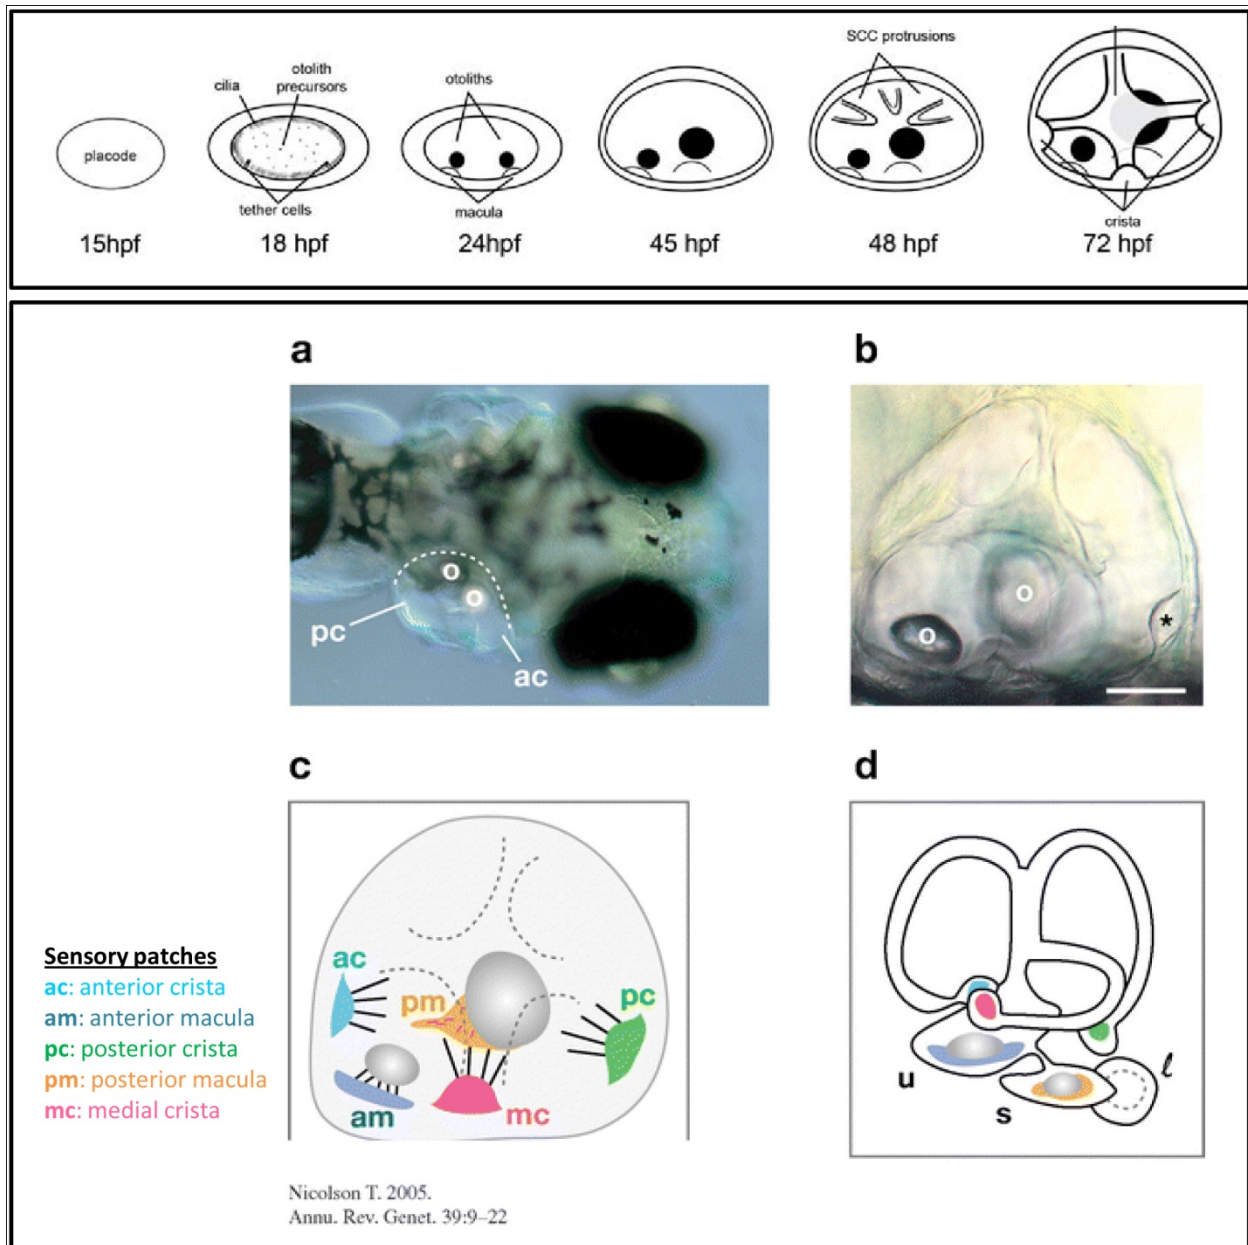 SCC protrusions
otolith
precursors
cilia
otoliths
placode
tether cells
macula
crista
15hpf
18 hpf
24hpf
45 hpf
48 hpf
72 hpf
a
b
o
o
pc
ac
o
o
*
c
d
ac
pm
pc
am
mc
u
s
l
Sensory patches
ac: anterior crista
am: anterior macula
pc: posterior crista
pm: posterior macula
mc: medial crista
Nicolson T. 2005.
Annu. Rev. Genet. 39:9–22